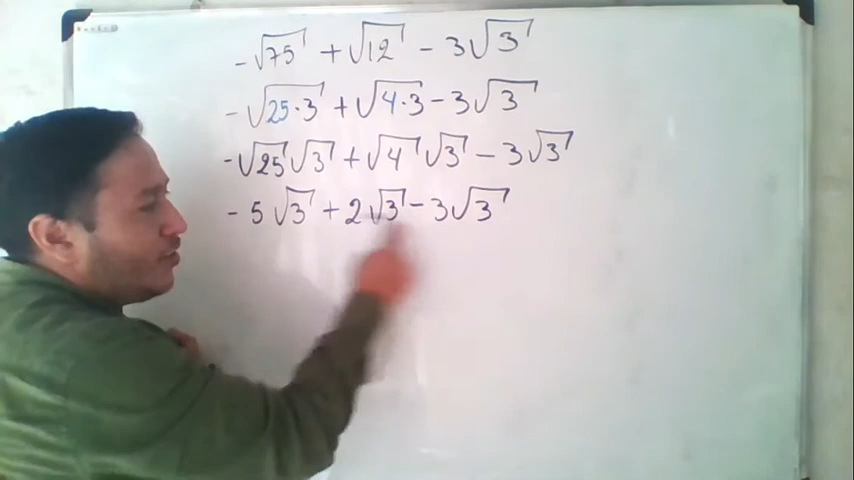 -√75 + √12 - 3√3
-√25·3 + √4·3 - 3√3
-√25 √3 + √4 √3 - 3√3
- 5√3 + 2√3 - 3√3